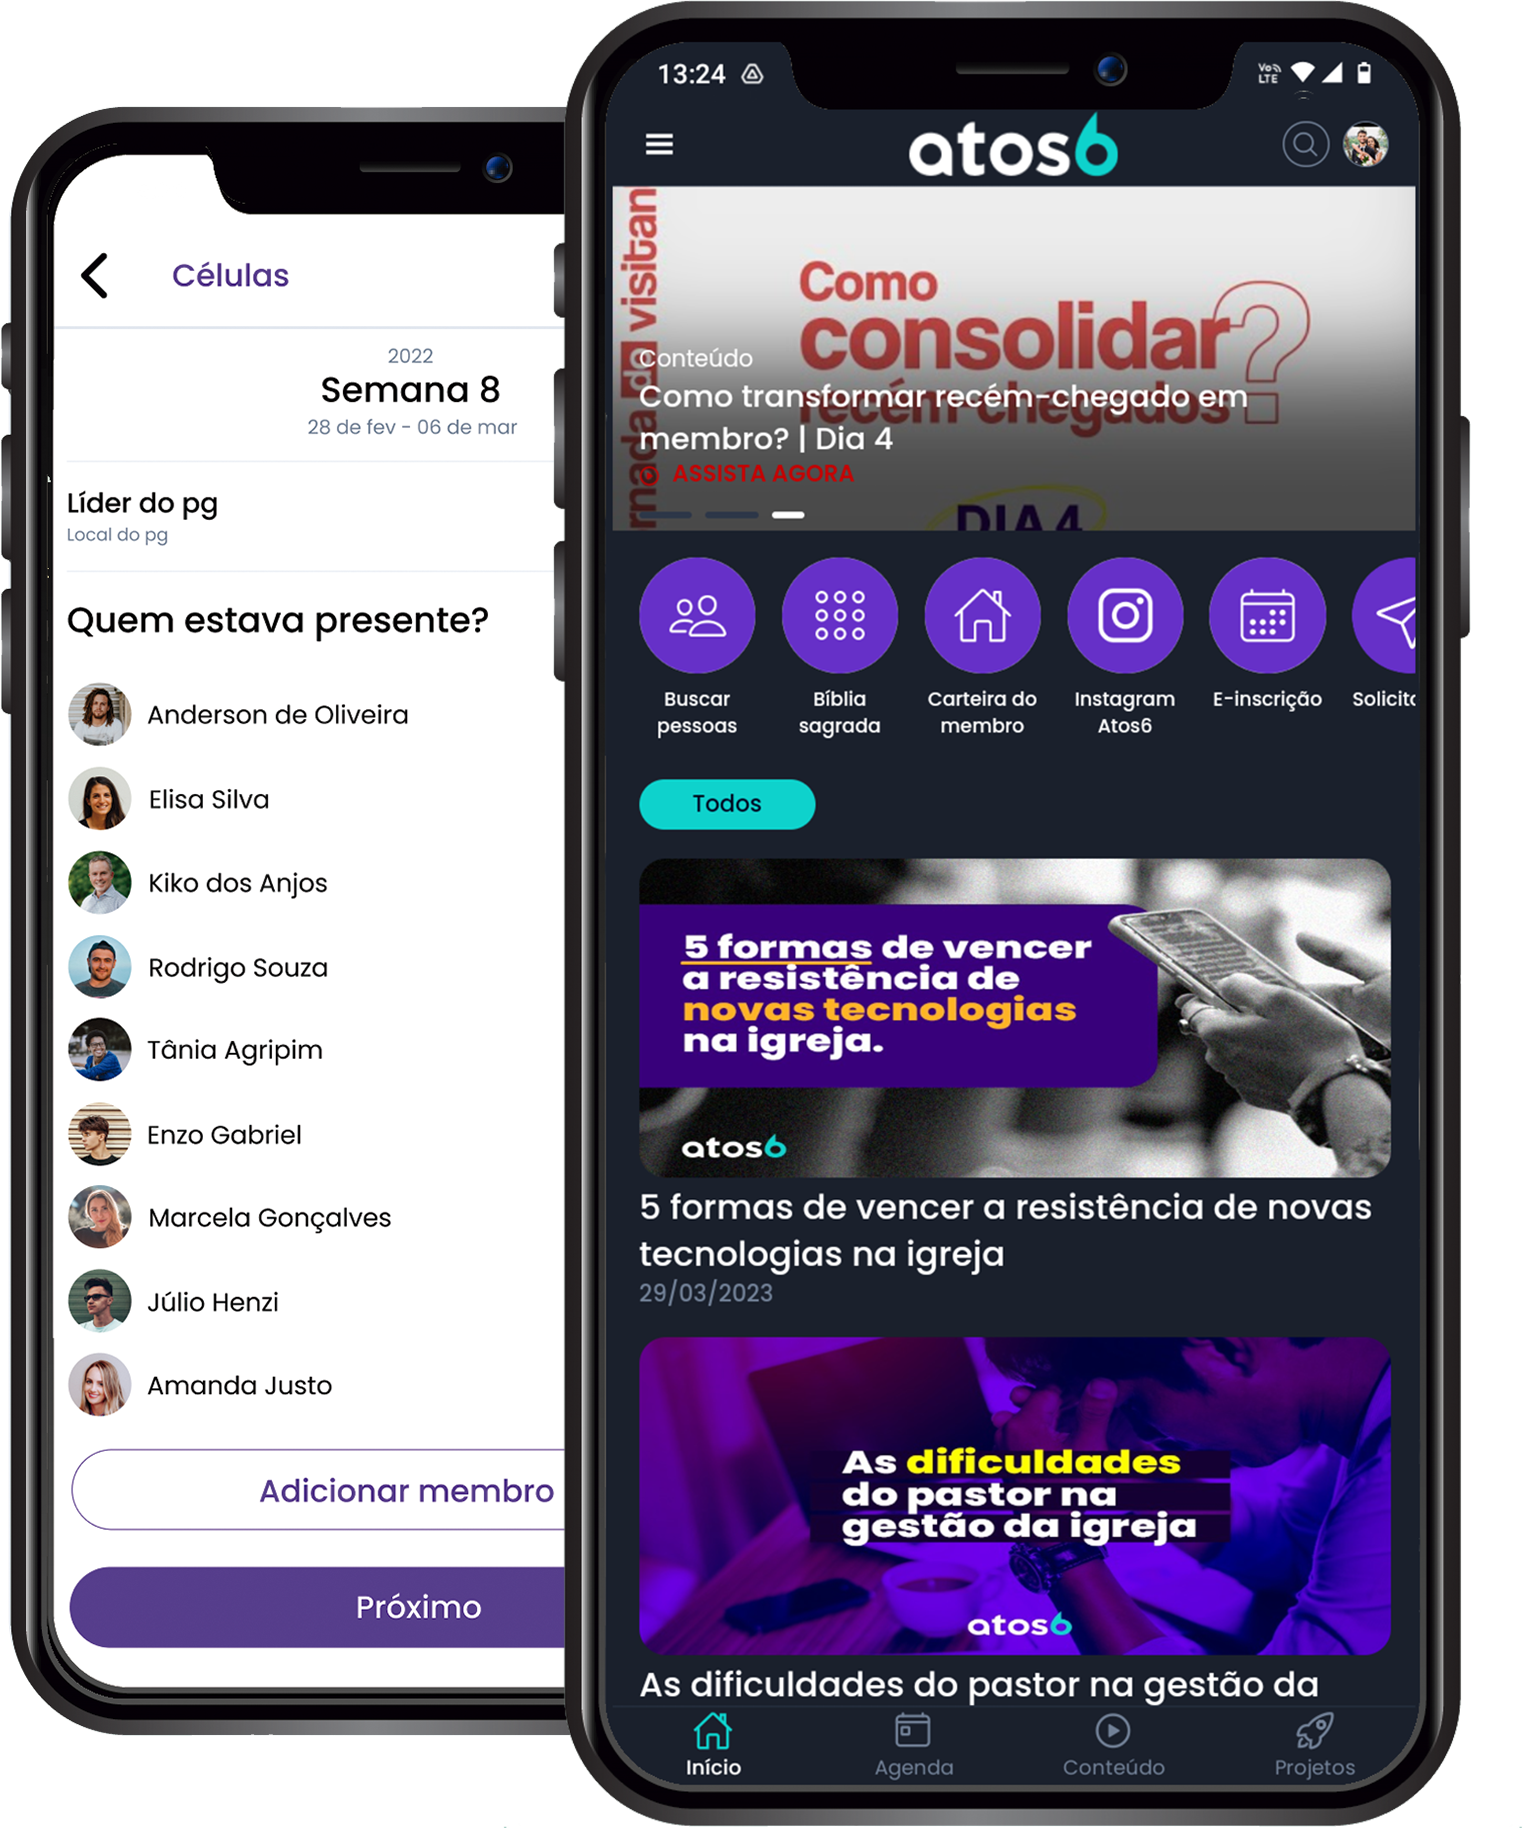 Células
2022
Semana 8
28 de fev - 06 de mar
Líder do pg
Local do pg
Quem estava presente?
Anderson de Oliveira
Elisa Silva
Kiko dos Anjos
Rodrigo Souza
Tânia Agripim
Enzo Gabriel
Marcela Gonçalves
Júlio Henzi
Amanda Justo
Adicionar membro
Próximo
13:24
Vo
LTE
atos6
rnada do visitan
Como
consolidar?
recém-chegados
Conteúdo
Como transformar recém-chegado em
membro? | Dia 4
ASSISTA AGORA
DIA 4
Buscar
pessoas
Bíblia
sagrada
Carteira do
membro
Instagram
Atos6
E-inscrição
Solicita
Todos
5 formas de vencer
a resistência de
novas tecnologias
na igreja.
atos6
5 formas de vencer a resistência de novas
tecnologias na igreja
29/03/2023
As dificuldades
do pastor na
gestão da igreja
atos6
As dificuldades do pastor na gestão da
Início
Agenda
Conteúdo
Projetos